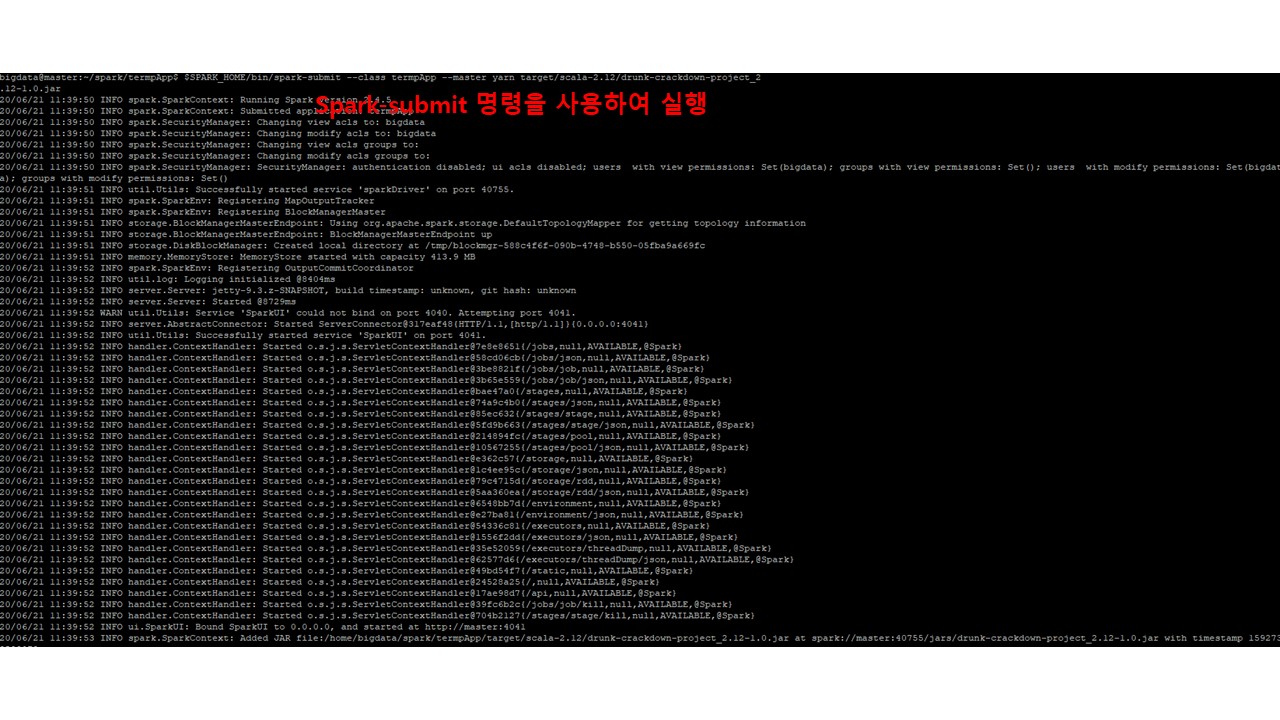 bigdata@master:~/spark/termpApp$ $SPARK_HOME/bin/spark-submit --class termpApp --master yarn target/scala-2.12/drunk-crackdown-project_2
.12-1.0.jar
20/06/21 11:39:50 INFO spark.SparkContext: Running Spark version 2.4.5
Spark-submit 명령을 사용하여 실행
20/06/21 11:39:50 INFO spark.SparkContext: Submitted application: termpApp
20/06/21 11:39:50 INFO spark.SecurityManager: Changing view acls to: bigdata
20/06/21 11:39:50 INFO spark.SecurityManager: Changing modify acls to: bigdata
20/06/21 11:39:50 INFO spark.SecurityManager: Changing view acls groups to:
20/06/21 11:39:50 INFO spark.SecurityManager: Changing modify acls groups to:
20/06/21 11:39:50 INFO spark.SecurityManager: SecurityManager: authentication disabled; ui acls disabled; users  with view permissions: Set(bigdata); groups with view permissions: Set(); users  with modify permissions: Set(bigdat
a); groups with modify permissions: Set()
20/06/21 11:39:51 INFO util.Utils: Successfully started service 'sparkDriver' on port 40755.
20/06/21 11:39:51 INFO spark.SparkEnv: Registering MapOutputTracker
20/06/21 11:39:51 INFO spark.SparkEnv: Registering BlockManagerMaster
20/06/21 11:39:51 INFO storage.BlockManagerMasterEndpoint: Using org.apache.spark.storage.DefaultTopologyMapper for getting topology information
20/06/21 11:39:51 INFO storage.BlockManagerMasterEndpoint: BlockManagerMasterEndpoint up
20/06/21 11:39:51 INFO storage.DiskBlockManager: Created local directory at /tmp/blockmgr-588c4f6f-090b-4748-b550-05fba9a669fc
20/06/21 11:39:51 INFO memory.MemoryStore: MemoryStore started with capacity 413.9 MB
20/06/21 11:39:52 INFO spark.SparkEnv: Registering OutputCommitCoordinator
20/06/21 11:39:52 INFO util.log: Logging initialized @8404ms
20/06/21 11:39:52 INFO server.Server: jetty-9.3.z-SNAPSHOT, build timestamp: unknown, git hash: unknown
20/06/21 11:39:52 INFO server.Server: Started @8729ms
20/06/21 11:39:52 WARN util.Utils: Service 'SparkUI' could not bind on port 4040. Attempting port 4041.
20/06/21 11:39:52 INFO server.AbstractConnector: Started ServerConnector@317eaf48{HTTP/1.1,[http/1.1]}{0.0.0.0:4041}
20/06/21 11:39:52 INFO util.Utils: Successfully started service 'SparkUI' on port 4041.
20/06/21 11:39:52 INFO handler.ContextHandler: Started o.s.j.s.ServletContextHandler@7e8e8651{/jobs,null,AVAILABLE,@Spark}
20/06/21 11:39:52 INFO handler.ContextHandler: Started o.s.j.s.ServletContextHandler@58cd06cb{/jobs/json,null,AVAILABLE,@Spark}
20/06/21 11:39:52 INFO handler.ContextHandler: Started o.s.j.s.ServletContextHandler@3be8821f{/jobs/job,null,AVAILABLE,@Spark}
20/06/21 11:39:52 INFO handler.ContextHandler: Started o.s.j.s.ServletContextHandler@3b65e559{/jobs/job/json,null,AVAILABLE,@Spark}
20/06/21 11:39:52 INFO handler.ContextHandler: Started o.s.j.s.ServletContextHandler@bae47a0{/stages,null,AVAILABLE,@Spark}
20/06/21 11:39:52 INFO handler.ContextHandler: Started o.s.j.s.ServletContextHandler@74a9c4b0{/stages/json,null,AVAILABLE,@Spark}
20/06/21 11:39:52 INFO handler.ContextHandler: Started o.s.j.s.ServletContextHandler@85ec632{/stages/stage,null,AVAILABLE,@Spark}
20/06/21 11:39:52 INFO handler.ContextHandler: Started o.s.j.s.ServletContextHandler@5fd9b663{/stages/stage/json,null,AVAILABLE,@Spark}
20/06/21 11:39:52 INFO handler.ContextHandler: Started o.s.j.s.ServletContextHandler@214894fc{/stages/pool,null,AVAILABLE,@Spark}
20/06/21 11:39:52 INFO handler.ContextHandler: Started o.s.j.s.ServletContextHandler@10567255{/stages/pool/json,null,AVAILABLE,@Spark}
20/06/21 11:39:52 INFO handler.ContextHandler: Started o.s.j.s.ServletContextHandler@e362c57{/storage,null,AVAILABLE,@Spark}
20/06/21 11:39:52 INFO handler.ContextHandler: Started o.s.j.s.ServletContextHandler@1c4ee95c{/storage/json,null,AVAILABLE,@Spark}
20/06/21 11:39:52 INFO handler.ContextHandler: Started o.s.j.s.ServletContextHandler@79c4715d{/storage/rdd,null,AVAILABLE,@Spark}
20/06/21 11:39:52 INFO handler.ContextHandler: Started o.s.j.s.ServletContextHandler@5aa360ea{/storage/rdd/json,null,AVAILABLE,@Spark}
20/06/21 11:39:52 INFO handler.ContextHandler: Started o.s.j.s.ServletContextHandler@6548bb7d{/environment,null,AVAILABLE,@Spark}
20/06/21 11:39:52 INFO handler.ContextHandler: Started o.s.j.s.ServletContextHandler@e27ba81{/environment/json,null,AVAILABLE,@Spark}
20/06/21 11:39:52 INFO handler.ContextHandler: Started o.s.j.s.ServletContextHandler@54336c81{/executors,null,AVAILABLE,@Spark}
20/06/21 11:39:52 INFO handler.ContextHandler: Started o.s.j.s.ServletContextHandler@1556f2dd{/executors/json,null,AVAILABLE,@Spark}
20/06/21 11:39:52 INFO handler.ContextHandler: Started o.s.j.s.ServletContextHandler@35e52059{/executors/threadDump,null,AVAILABLE,@Spark}
20/06/21 11:39:52 INFO handler.ContextHandler: Started o.s.j.s.ServletContextHandler@62577d6{/executors/threadDump/json,null,AVAILABLE,@Spark}
20/06/21 11:39:52 INFO handler.ContextHandler: Started o.s.j.s.ServletContextHandler@49bd54f7{/static,null,AVAILABLE,@Spark}
20/06/21 11:39:52 INFO handler.ContextHandler: Started o.s.j.s.ServletContextHandler@24528a25{/,null,AVAILABLE,@Spark}
20/06/21 11:39:52 INFO handler.ContextHandler: Started o.s.j.s.ServletContextHandler@17ae98d7{/api,null,AVAILABLE,@Spark}
20/06/21 11:39:52 INFO handler.ContextHandler: Started o.s.j.s.ServletContextHandler@39fc6b2c{/jobs/job/kill,null,AVAILABLE,@Spark}
20/06/21 11:39:52 INFO handler.ContextHandler: Started o.s.j.s.ServletContextHandler@704b2127{/stages/stage/kill,null,AVAILABLE,@Spark}
20/06/21 11:39:52 INFO ui.SparkUI: Bound SparkUI to 0.0.0.0, and started at http://master:4041
20/06/21 11:39:53 INFO spark.SparkContext: Added JAR file:/home/bigdata/spark/termpApp/target/scala-2.12/drunk-crackdown-project_2.12-1.0.jar at spark://master:40755/jars/drunk-crackdown-project_2.12-1.0.jar with timestamp 159273